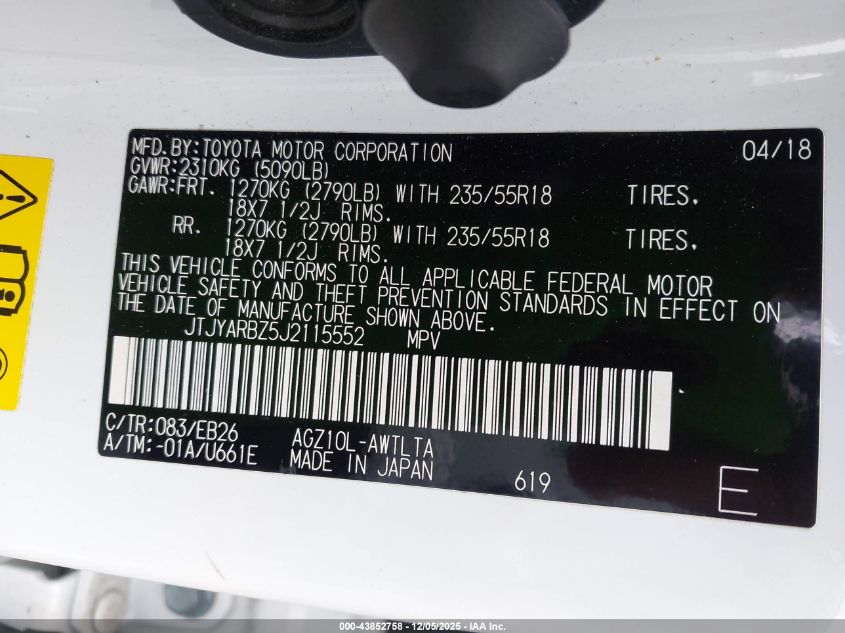 MFD. BY: TOYOTA MOTOR CORPORATION 04/18
GVWR: 2310KG (5090LB)
GAWR: FRT. 1270KG (2790LB) WITH 235/55R18 TIRES.
18X7 1/2J RIMS.
RR. 1270KG (2790LB) WITH 235/55R18 TIRES.
18X7 1/2J RIMS.
THIS VEHICLE CONFORMS TO ALL APPLICABLE FEDERAL MOTOR
VEHICLE SAFETY AND THEFT PREVENTION STANDARDS IN EFFECT ON
THE DATE OF MANUFACTURE SHOWN ABOVE.
JTJYARBZ5J2115552 MPV
C/TR: 083/EB26 AGZ10L-AWTLTA
A/TM: -01A/U661E MADE IN JAPAN
619 E
000-43852758 - 12/05/2025 - IAA Inc.